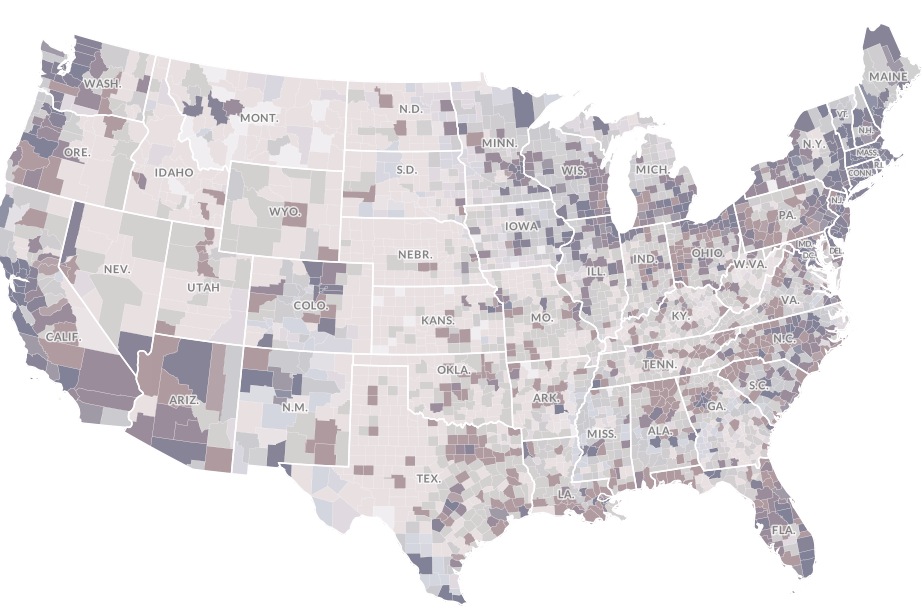 WASH.
MAINE
MONT.
N.D.
VT.
N.H.
MINN.
N.Y.
ORE.
MASS.
R.I.
IDAHO
S.D.
WIS.
MICH.
CONN.
WYO.
N.J.
PA.
IOWA
NEBR.
OHIO
MD.
DEL.
D.C.
NEV.
ILL.
IND.
W.VA.
UTAH
VA.
COLO.
KANS.
MO.
KY.
CALIF.
N.C.
TENN.
OKLA.
ARIZ.
N.M.
ARK.
S.C.
GA.
MISS.
ALA.
TEX.
LA.
FLA.